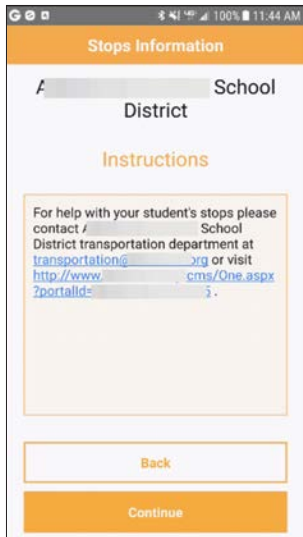 100% 11:44 AM
Stops Information
A School
District
Instructions
For help with your student's stops please
contact School
District transportation department at
transportation@ org or visit
http://www. cms/One.aspx
?portalId= .
Back
Continue